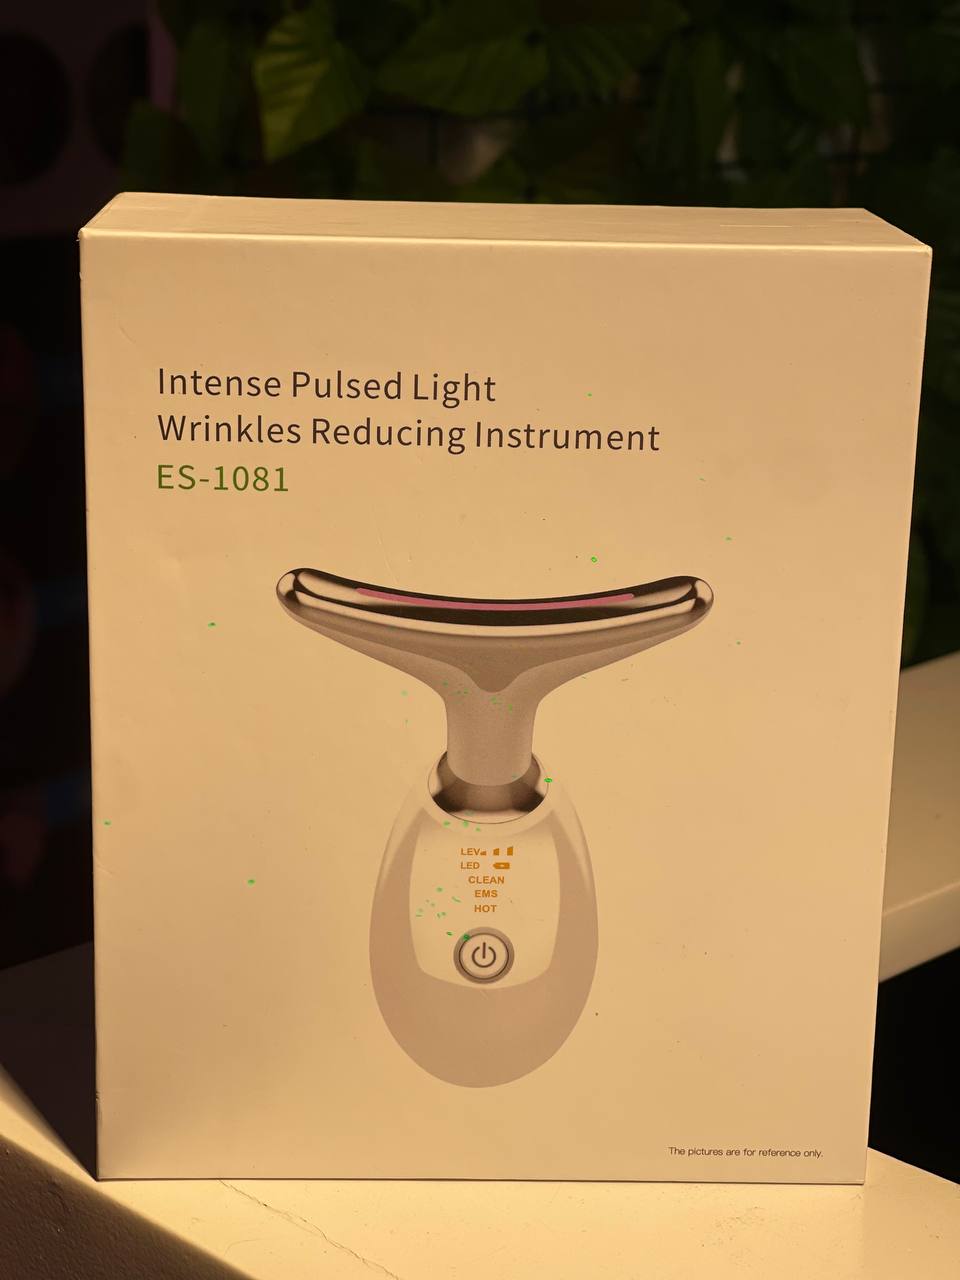 Intense Pulsed Light
Wrinkles Reducing Instrument
ES-1081
LEV
LED
CLEAN
EMS
HOT
The pictures are for reference only.